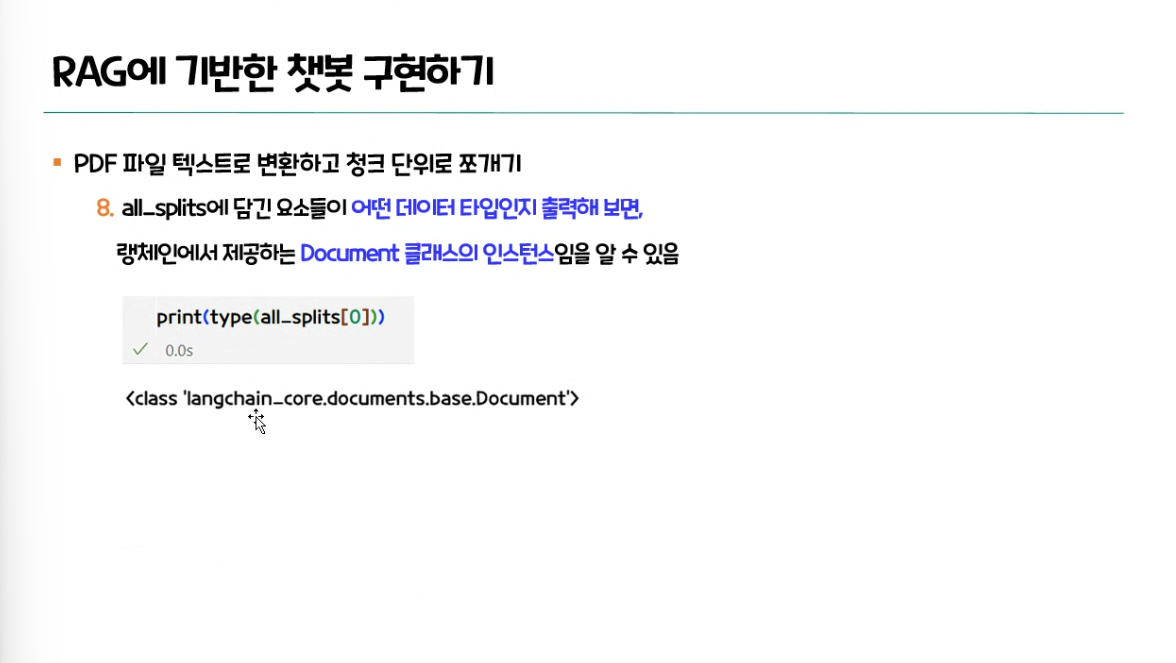 RAG에 기반한 챗봇 구현하기
▪ PDF 파일 텍스트로 변환하고 청크 단위로 쪼개기
8. all_splits에 담긴 요소들이 어떤 데이터 타입인지 출력해 보면,
랭체인에서 제공하는 Document 클래스의 인스턴스임을 알 수 있음
print(type(all_splits[0]))
✓ 0.0s
<class 'langchain_core.documents.base.Document'>